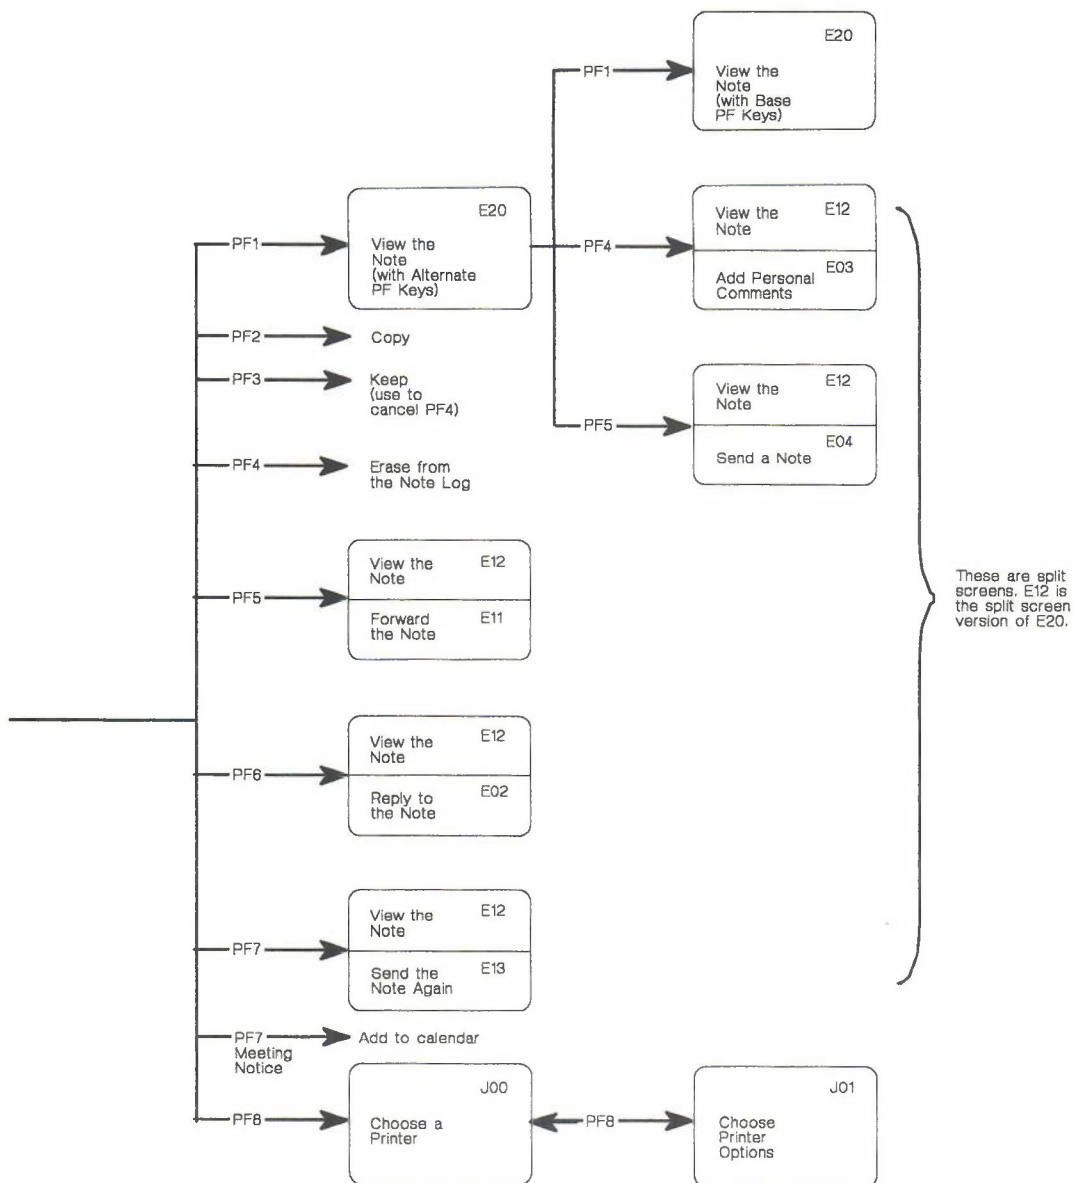 E20
PF1
View the
Note
(with Base
PF Keys)
E20
PF1
View the
Note
(with Alternate
PF Keys)
View the E12
Note
PF4
Add Personal E03
Comments
PF2
Copy
PF3
Keep
(use to
cancel PF4)
View the E12
Note
PF5
E04
Send a Note
PF4
Erase from
the Note Log
View the E12
Note
PF5
Forward E11
the Note
These are split
screens. E12 is
the split screen
version of E20.
View the E12
Note
PF6
Reply to E02
the Note
View the E12
Note
PF7
Send the E13
Note Again
PF7
Meeting
Notice
Add to calendar
J00
PF8
Choose a
Printer
PF8
J01
Choose
Printer
Options